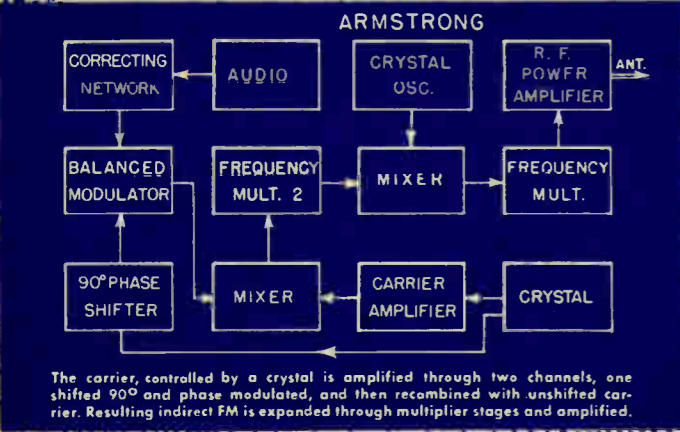 ARMSTRONG
CORRECTING
NETWORK
AUDIO
CRYSTAL
OSC.
R. F.
POWER
AMPLIFIER
ANT.
BALANCED
MODULATOR
FREQUENCY
MULT. 2
MIXER
FREQUENCY
MULT.
90° PHASE
SHIFTER
MIXER
CARRIER
AMPLIFIER
CRYSTAL
The carrier, controlled by a crystal is amplified through two channels, one
shifted 90° and phase modulated, and then recombined with unshifted car-
rier. Resulting indirect FM is expanded through multiplier stages and amplified.